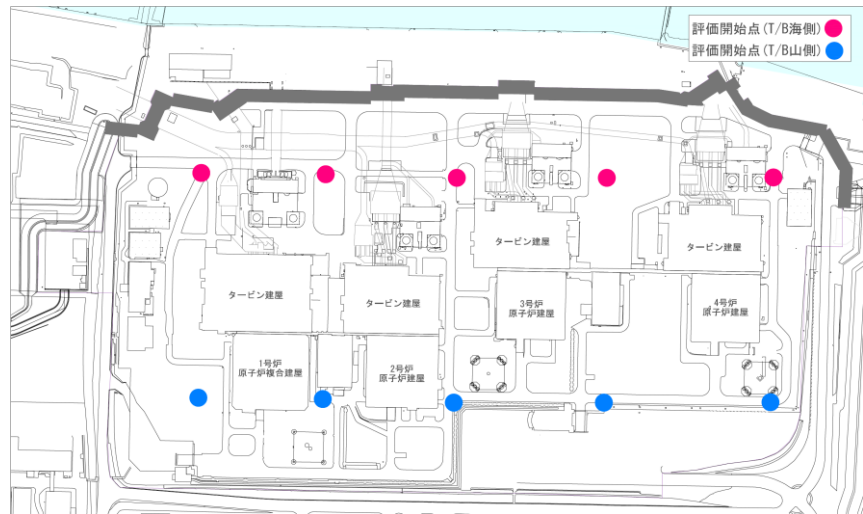 評価開始点(T/B海側)
評価開始点(T/B山側)
タービン建屋
タービン建屋
タービン建屋
タービン建屋
3号炉
原子炉建屋
4号炉
原子炉建屋
1号炉
原子炉複合建屋
2号炉
原子炉建屋